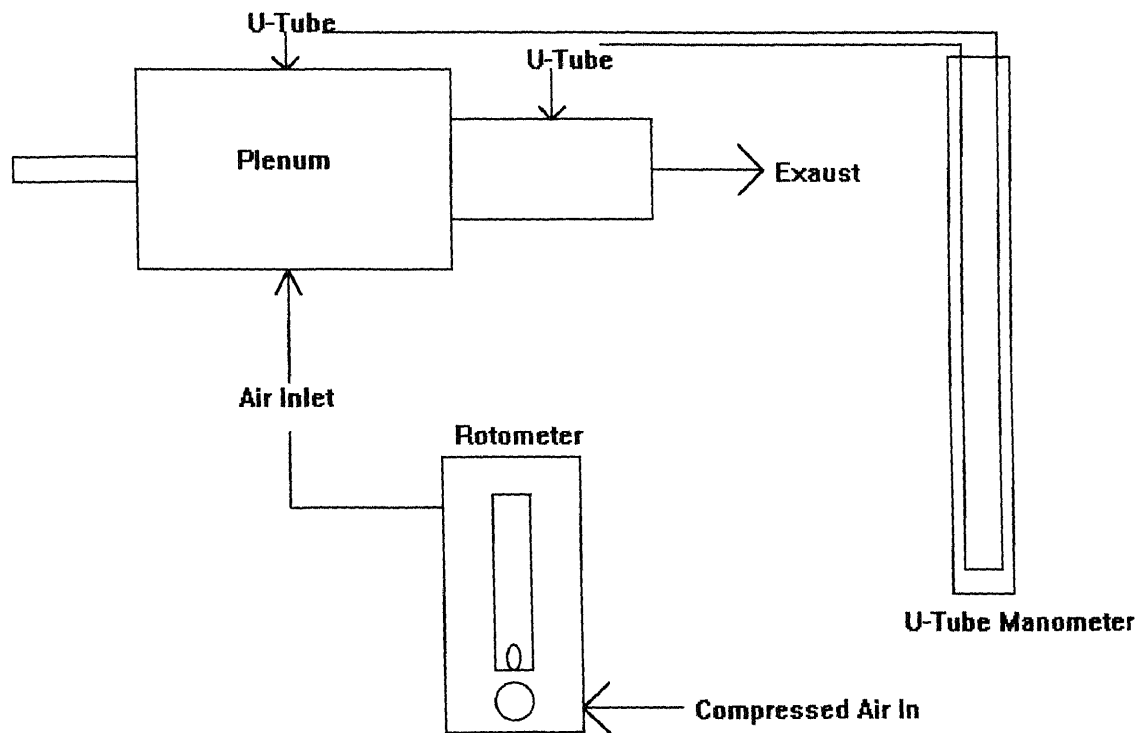 U-Tube
U-Tube
Plenum
Exaust
Air Inlet
Rotometer
U-Tube Manometer
Compressed Air In